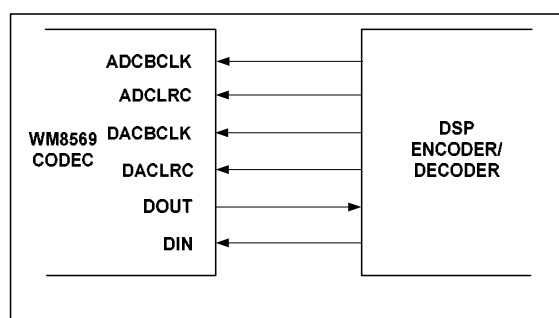 ADCBCLK
ADCLRC
WM8569
CODEC
DACBCLK
DACLRC
DOUT
DIN
DSP
ENCODER/
DECODER